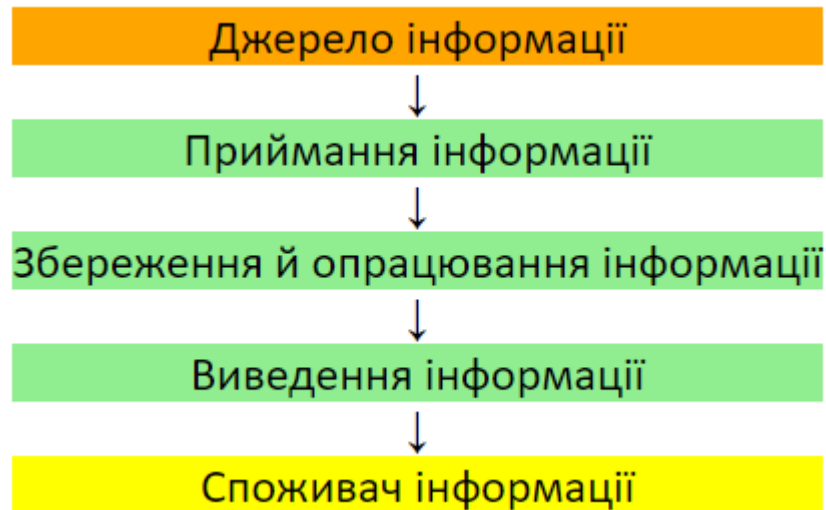 Джерело інформації
↓
Приймання інформації
↓
Збереження й опрацювання інформації
↓
Виведення інформації
↓
Споживач інформації